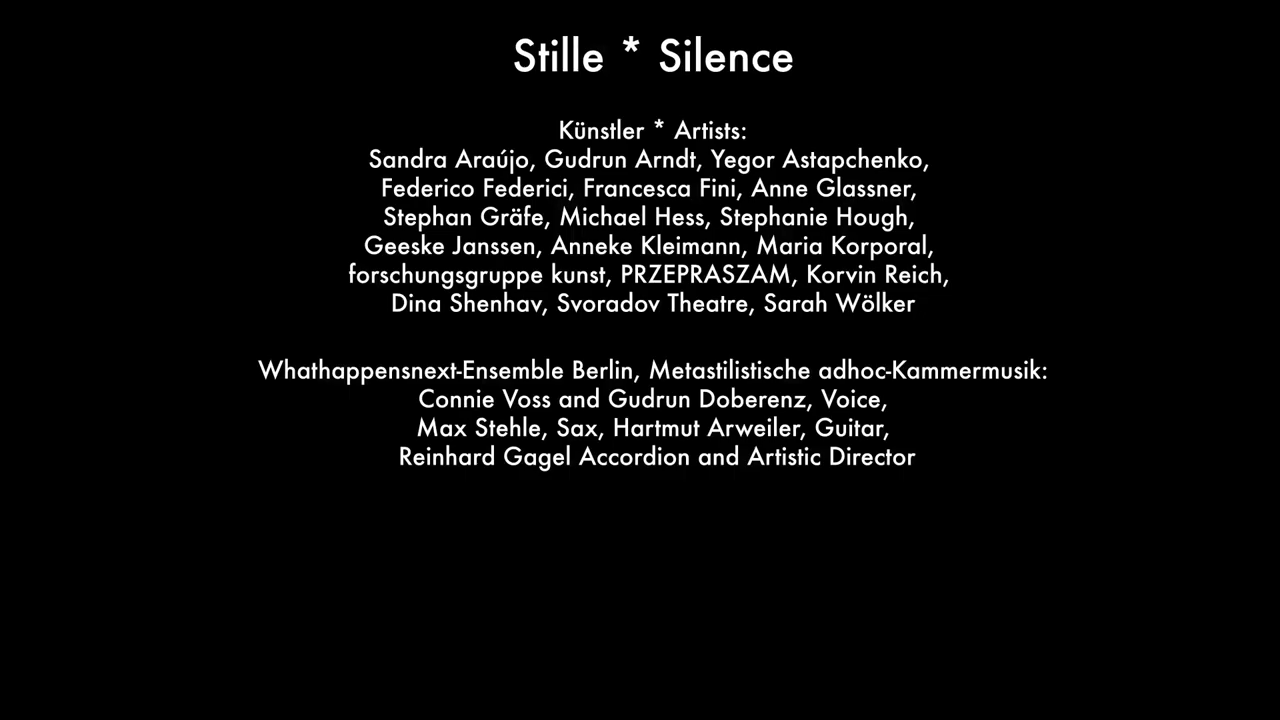 Stille * Silence
Künstler * Artists:
Sandra Araújo, Gudrun Arndt, Yegor Astapchenko,
Federico Federici, Francesca Fini, Anne Glassner,
Stephan Gräfe, Michael Hess, Stephanie Hough,
Geeske Janssen, Anneke Kleimann, Maria Korporal,
forschungsgruppe kunst, PRZEPRASZAM, Korvin Reich,
Dina Shenhav, Svoradov Theatre, Sarah Wölker
Whathappensnext-Ensemble Berlin, Metastilistische adhoc-Kammermusik:
Connie Voss and Gudrun Doberenz, Voice,
Max Stehle, Sax, Hartmut Arweiler, Guitar,
Reinhard Gagel Accordion and Artistic Director